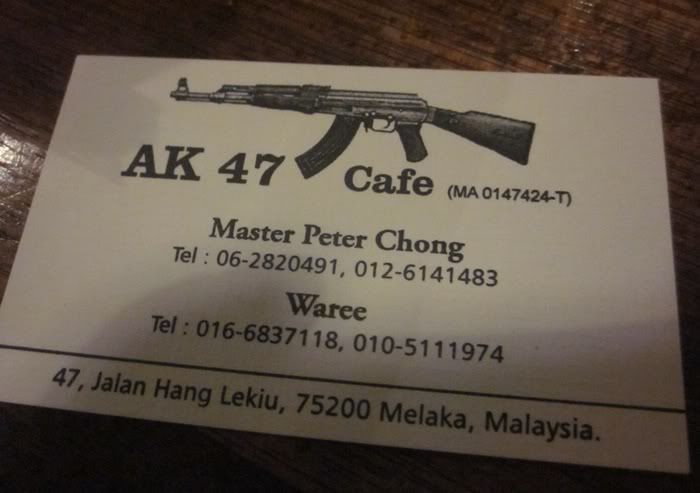 AK 47 Cafe (MA 0147424-T)
Master Peter Chong
Tel : 06-2820491, 012-6141483
Waree
Tel : 016-6837118, 010-5111974
47, Jalan Hang Lekiu, 75200 Melaka, Malaysia.